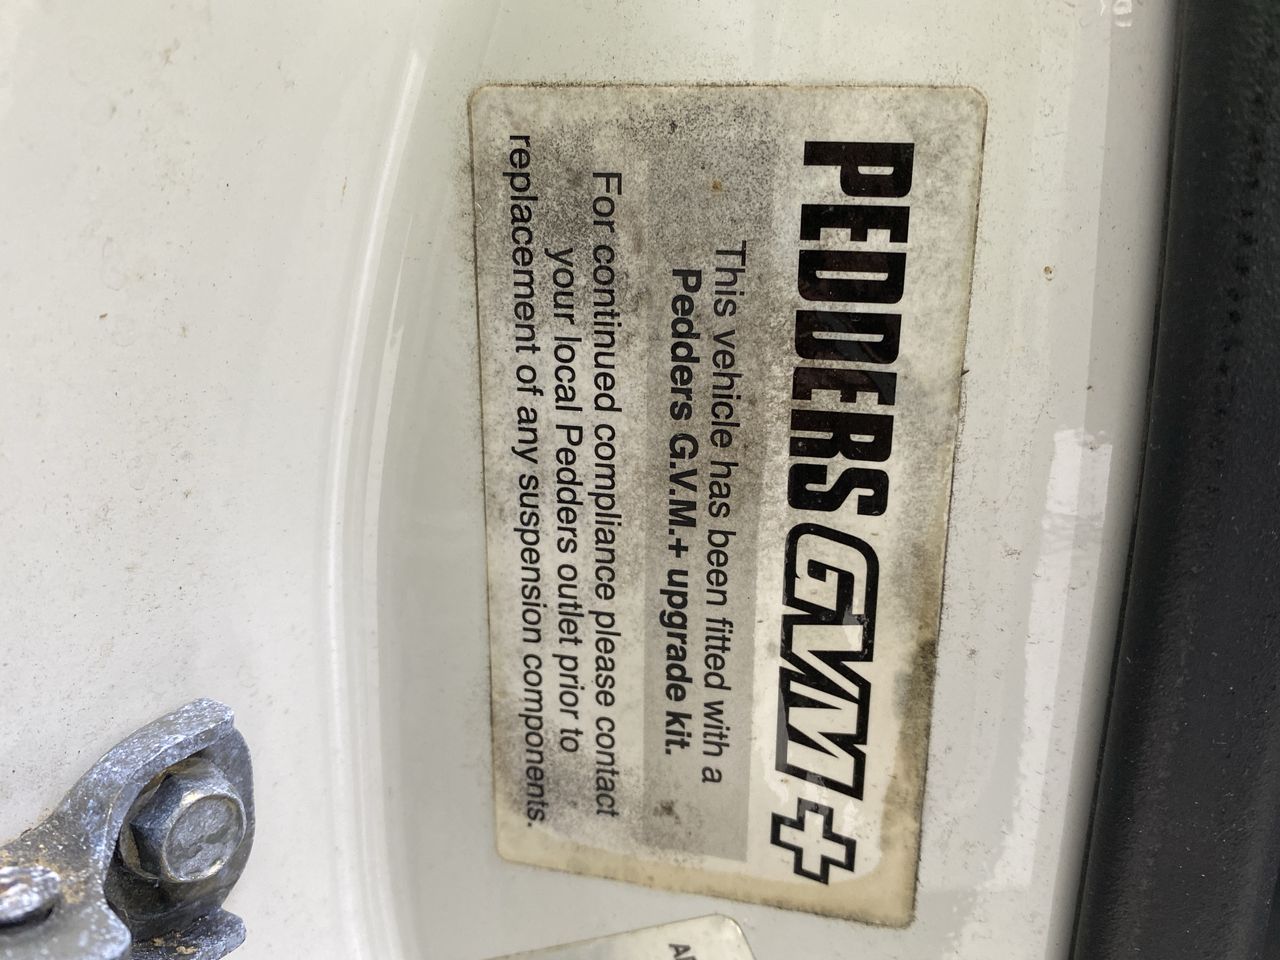 PEDDERS GVM+
This vehicle has been fitted with a
Pedders G.V.M.+ upgrade kit.
For continued compliance please contact
your local Pedders outlet prior to
replacement of any suspension components.